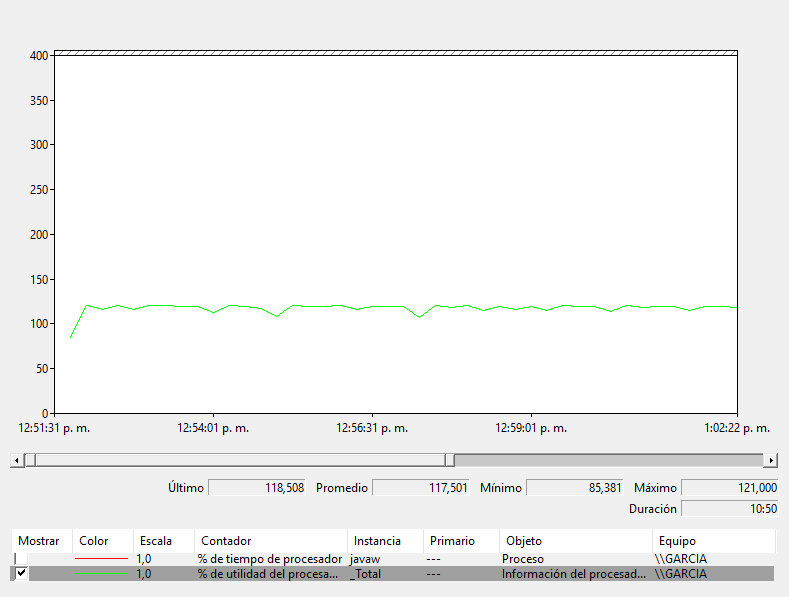 400
350
300
250
200
150
100
50
0
12:51:31 p. m. 12:54:01 p. m. 12:56:31 p. m. 12:59:01 p. m. 1:02:22 p. m.
Último 118,508 Promedio 117,501 Mínimo 85,381 Máximo 121,000
Duración 10:50
Mostrar Color Escala Contador Instancia Primario Objeto Equipo
1,0 % de tiempo de procesador javaw --- Proceso \\GARCIA
1,0 % de utilidad del procesa... _Total --- Información del procesad... \\GARCIA